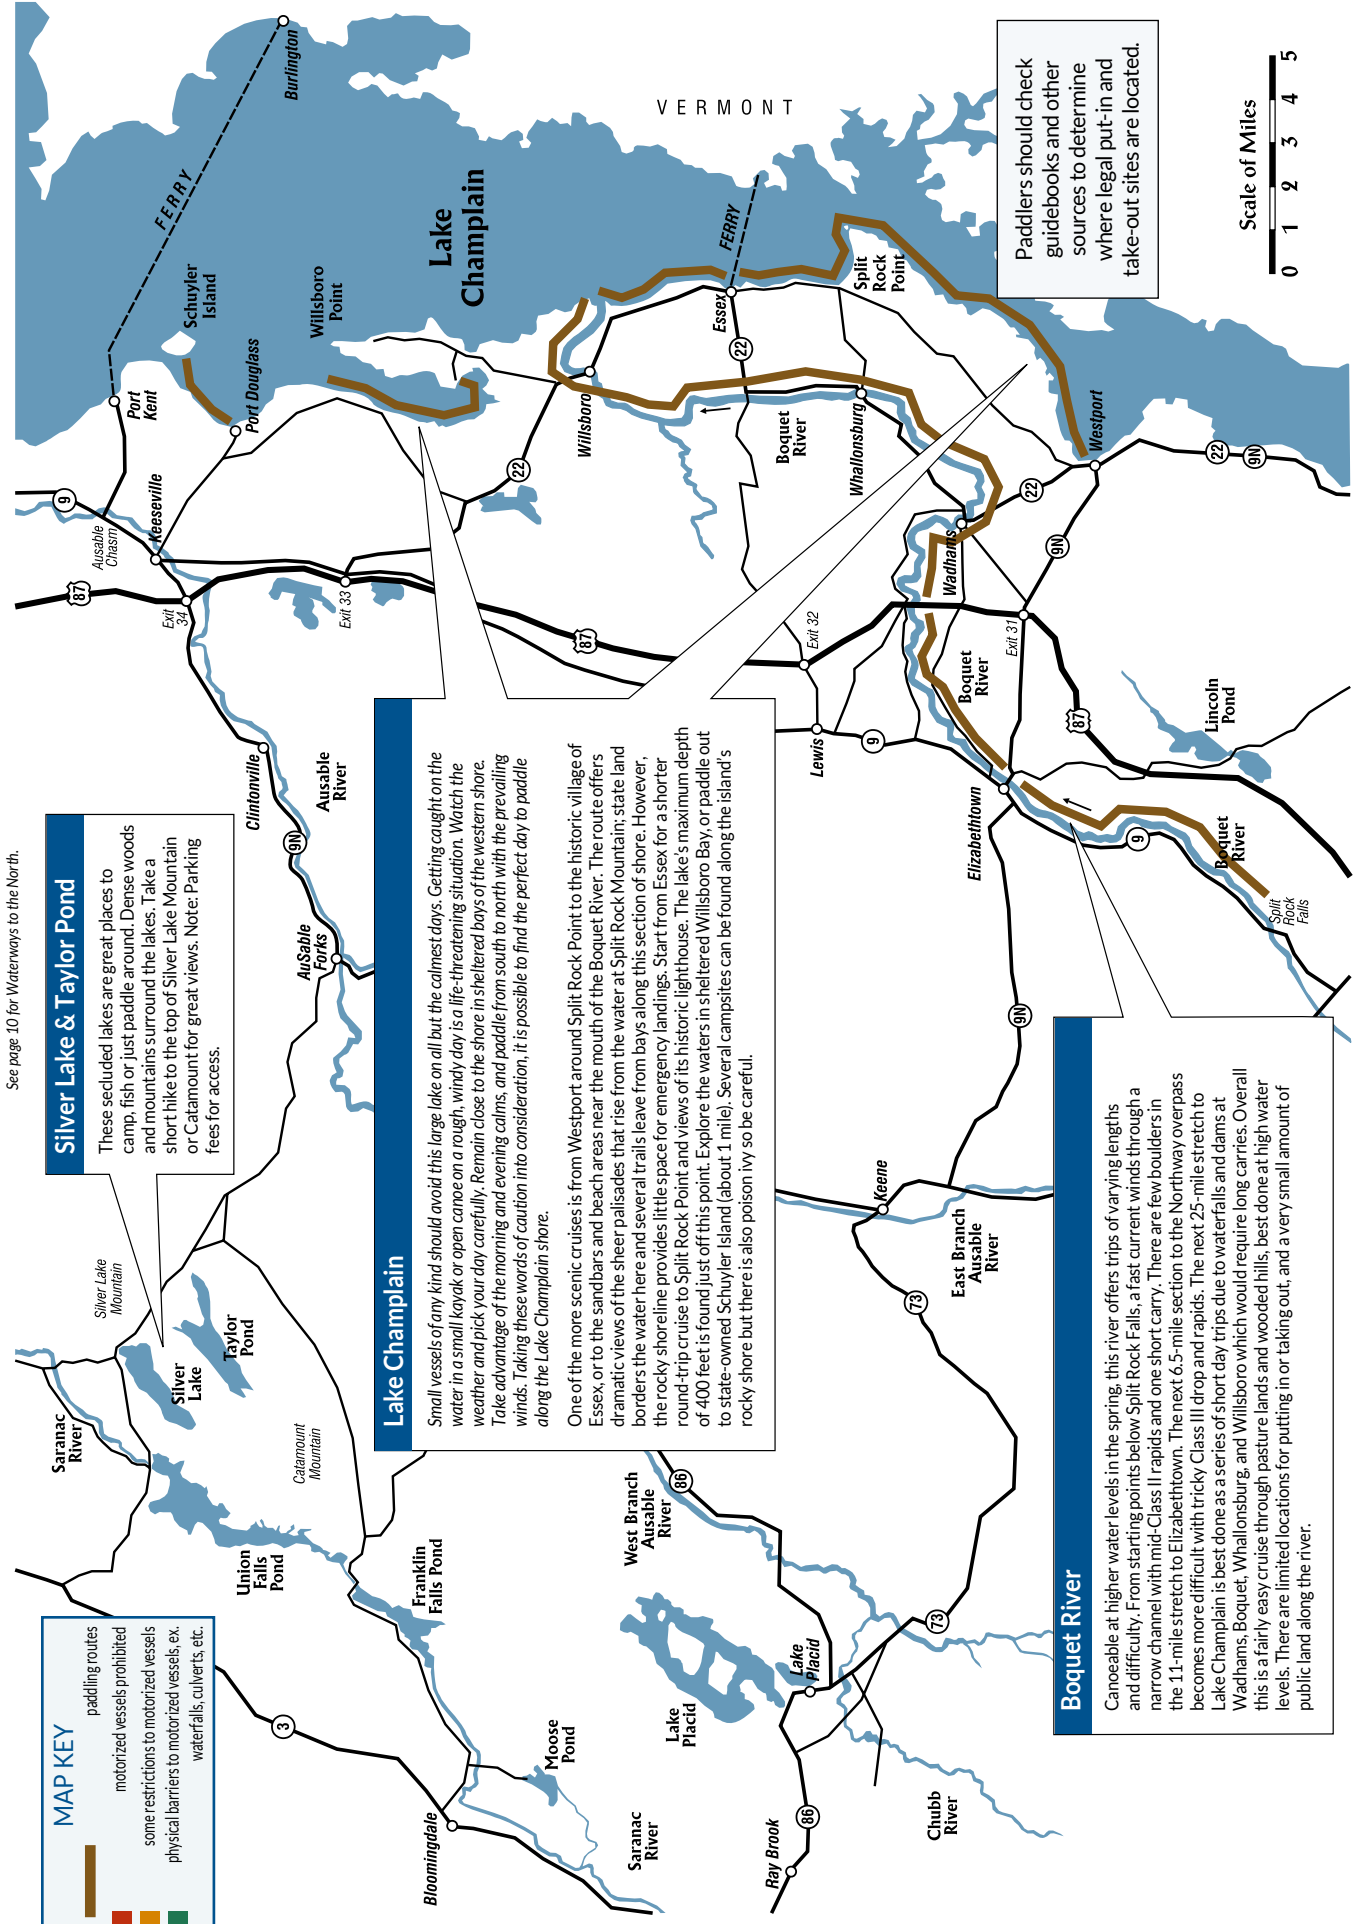 See page 10 for Waterways to the North.
MAP KEY
paddling routes
motorized vessels prohibited
some restrictions to motorized vessels
physical barriers to motorized vessels, ex.
waterfalls, culverts, etc.
Silver Lake & Taylor Pond
These secluded lakes are great places to
camp, fish or just paddle around. Dense woods
and mountains surround the lakes. Take a
short hike to the top of Silver Lake Mountain
or Catamount for great views. Note: Parking
fees for access.
Lake Champlain
Small vessels of any kind should avoid this large lake on all but the calmest days. Getting caught on the
water in a small kayak or open canoe on a rough, windy day is a life-threatening situation. Watch the
weather and pick your day carefully. Remain close to the shore in sheltered bays of the western shore.
Take advantage of the morning and evening calms, and paddle from south to north with the prevailing
winds. Taking these words of caution into consideration, it is possible to find the perfect day to paddle
along the Lake Champlain shore.
One of the more scenic cruises is from Westport around Split Rock Point to the historic village of
Essex, or to the sandbars and beach areas near the mouth of the Boquet River. The route offers
dramatic views of the sheer palisades that rise from the water at Split Rock Mountain; state land
borders the water here and several trails leave from bays along this section of shore. However,
the rocky shoreline provides little space for emergency landings. Start from Essex for a shorter
round-trip cruise to Split Rock Point and views of its historic lighthouse. The lake's maximum depth
of 400 feet is found just off this point. Explore the waters in sheltered Willsboro Bay, or paddle out
to state-owned Schuyler Island (about 1 mile). Several campsites can be found along the island's
rocky shore but there is also poison ivy so be careful.
Boquet River
Canoeable at higher water levels in the spring, this river offers trips of varying lengths
and difficulty. From starting points below Split Rock Falls, a fast current winds through a
narrow channel with mid-Class II rapids and one short carry. There are few boulders in
the 11-mile stretch to Elizabethtown. The next 6.5-mile section to the Northway overpass
becomes more difficult with tricky Class III drop and rapids. The next 25-mile stretch to
Lake Champlain is best done as a series of short day trips due to waterfalls and dams at
Wadhams, Boquet, Whallonsburg, and Willsboro which would require long carries. Overall
this is a fairly easy cruise through pasture lands and wooded hills, best done at high water
levels. There are limited locations for putting in or taking out, and a very small amount of
public land along the river.
Paddlers should check
guidebooks and other
sources to determine
where legal put-in and
take-out sites are located.
Scale of Miles
0 1 2 3 4 5
VERMONT
Burlington
FERRY
Schuyler
Island
Port
Kent
Port Douglass
Willsboro
Point
Lake
Champlain
FERRY
Essex
Split
Rock
Point
22
Willsboro
Boquet
River
Whallonsburg
22
Westport
22
9N
22
9N
Wadhams
9
Ausable
Chasm
Keeseville
87
Exit
34
Exit 33
87
Exit 32
Exit 31
Boquet
River
87
Lincoln
Pond
Lewis
9
Elizabethtown
9
Boquet
River
Split
Rock
Falls
Clintonville
Ausable
River
9N
AuSable
Forks
9N
Keene
East Branch
Ausable
River
73
Silver Lake
Mountain
Taylor
Pond
Silver
Lake
Saranac
River
Catamount
Mountain
Union
Falls
Pond
Franklin
Falls Pond
86
West Branch
Ausable
River
73
Lake
Placid
Lake
Placid
3
Moose
Pond
Bloomingdale
Saranac
River
Ray Brook
86
Chubb
River